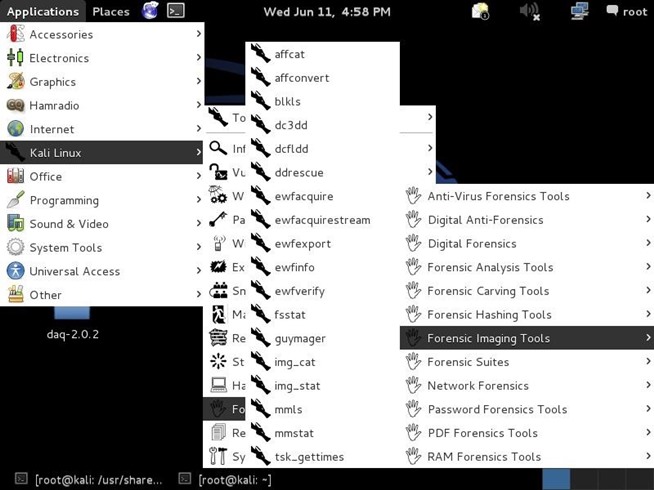 Applications Places Wed Jun 11, 4:58 PM root
Accessories
Electronics
Graphics
Hamradio
Internet
Kali Linux
Office
Programming
Sound & Video
System Tools
Universal Access
Other
To
Inf
Vu
W
Pa
W
Ex
Sn
Ma
Re
St
Ha
Fo
Re
Sy
affcat
affconvert
blkls
dc3dd
dcfldd
ddrescue
ewfacquire
ewfacquirestream
ewfexport
ewfinfo
ewfverify
fsstat
guymager
img_cat
img_stat
mmls
mmstat
tsk_gettimes
Anti-Virus Forensics Tools
Digital Anti-Forensics
Digital Forensics
Forensic Analysis Tools
Forensic Carving Tools
Forensic Hashing Tools
Forensic Imaging Tools
Forensic Suites
Network Forensics
Password Forensics Tools
PDF Forensics Tools
RAM Forensics Tools
daq-2.0.2
[root@kali: /usr/share... [root@kali: ~]